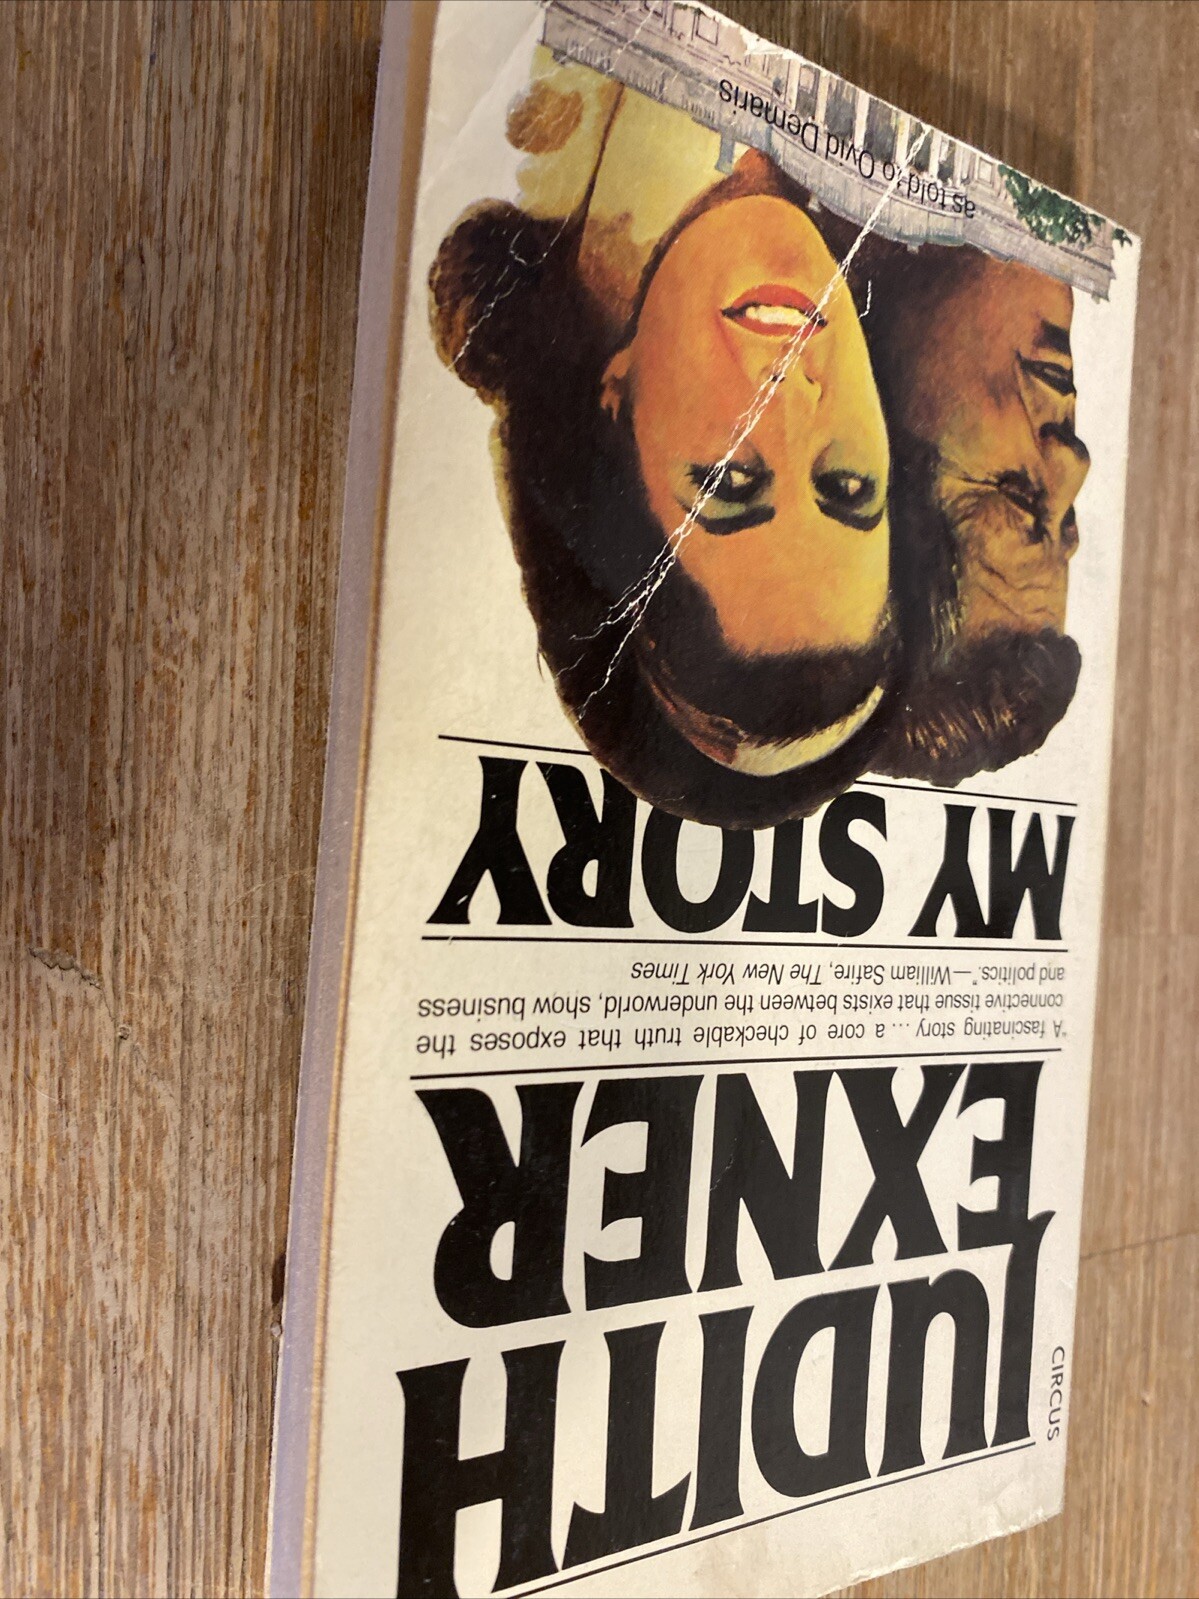 CIRCUS
JUDITH
EXNER
"A fascinating story ... a core of checkable truth that exposes the
connective tissue that exists between the underworld, show business
and politics."—William Safire, The New York Times
MY STORY
as told to Ovid Demaris